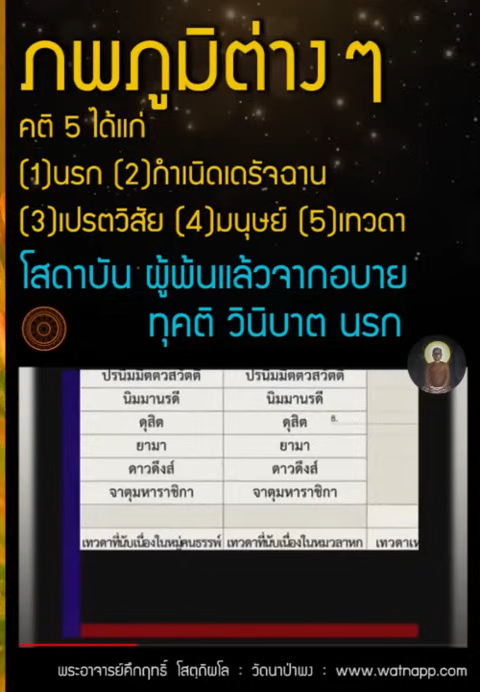 ภพภูมิต่าง ๆ
คติ 5 ได้แก่
(1)นรก (2)กำเนิดเดรัจฉาน
(3)เปรตวิสัย (4)มนุษย์ (5)เทวดา
โสดาบัน ผู้พ้นแล้วจากอบาย
ทุคติ วินิบาต นรก
ปรนิมมิตตวสวัตตี ปรนิมมิตตวสวัตตี
นิมมานรดี นิมมานรดี
ดุสิต ดุสิต 8.
ยามา ยามา
ดาวดึงส์ ดาวดึงส์
จาตุมหาราชิกา จาตุมหาราชิกา
เทวดาที่นับเนื่องในหมู่คนธรรพ์ เทวดาที่นับเนื่องในหมวลาหก เทวดาเห
พระอาจารย์คึกฤทธิ์ โสตฺถิผโล : วัดนาป่าพง : www.watnapp.com